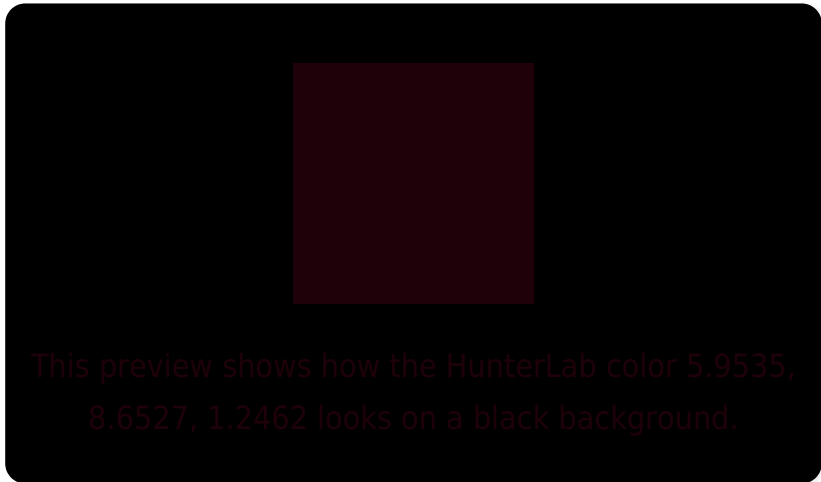 This preview shows how the HunterLab color 5.9535,
8.6527, 1.2462 looks on a black background.